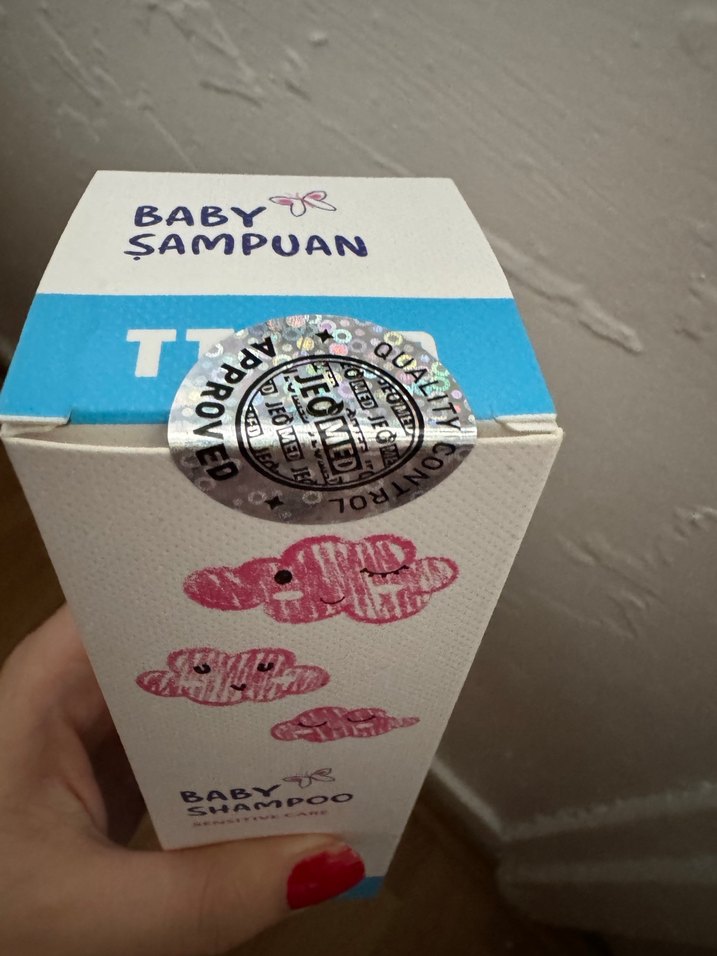 BABY
ŞAMPUAN
APPROVED
QUALITY CONTROL
JEOMED
BABY
SHAMPOO
SENSITIVE CARE